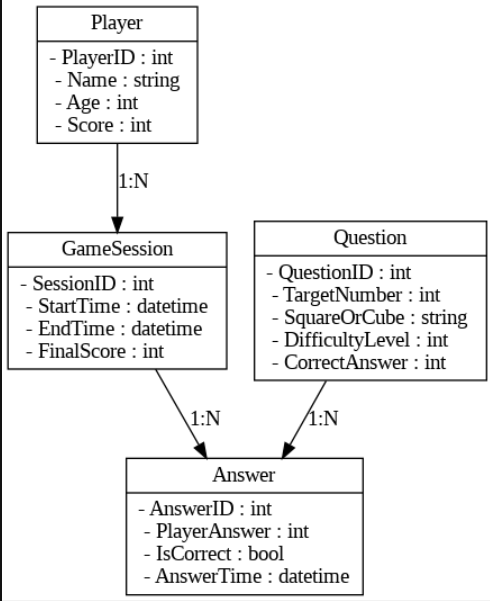 Player
- PlayerID : int
- Name : string
- Age : int
- Score : int
1:N
GameSession
- SessionID : int
- StartTime : datetime
- EndTime : datetime
- FinalScore : int
Question
- QuestionID : int
- TargetNumber : int
- SquareOrCube : string
- DifficultyLevel : int
- CorrectAnswer : int
1:N
1:N
Answer
- AnswerID : int
- PlayerAnswer : int
- IsCorrect : bool
- AnswerTime : datetime